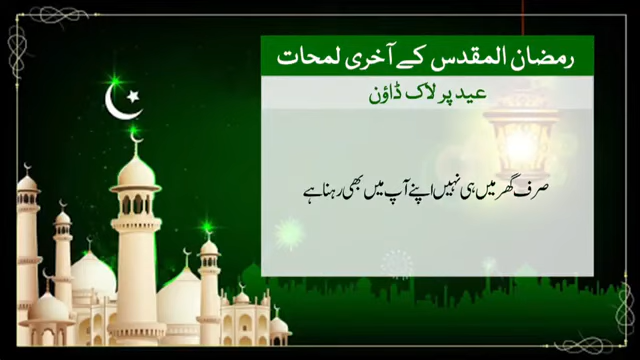 رمضان المقدس کے آخری لمحات
عید پر لاک ڈاؤن
صرف گھر میں ہی نہیں اپنے آپ میں بھی رہنا ہے